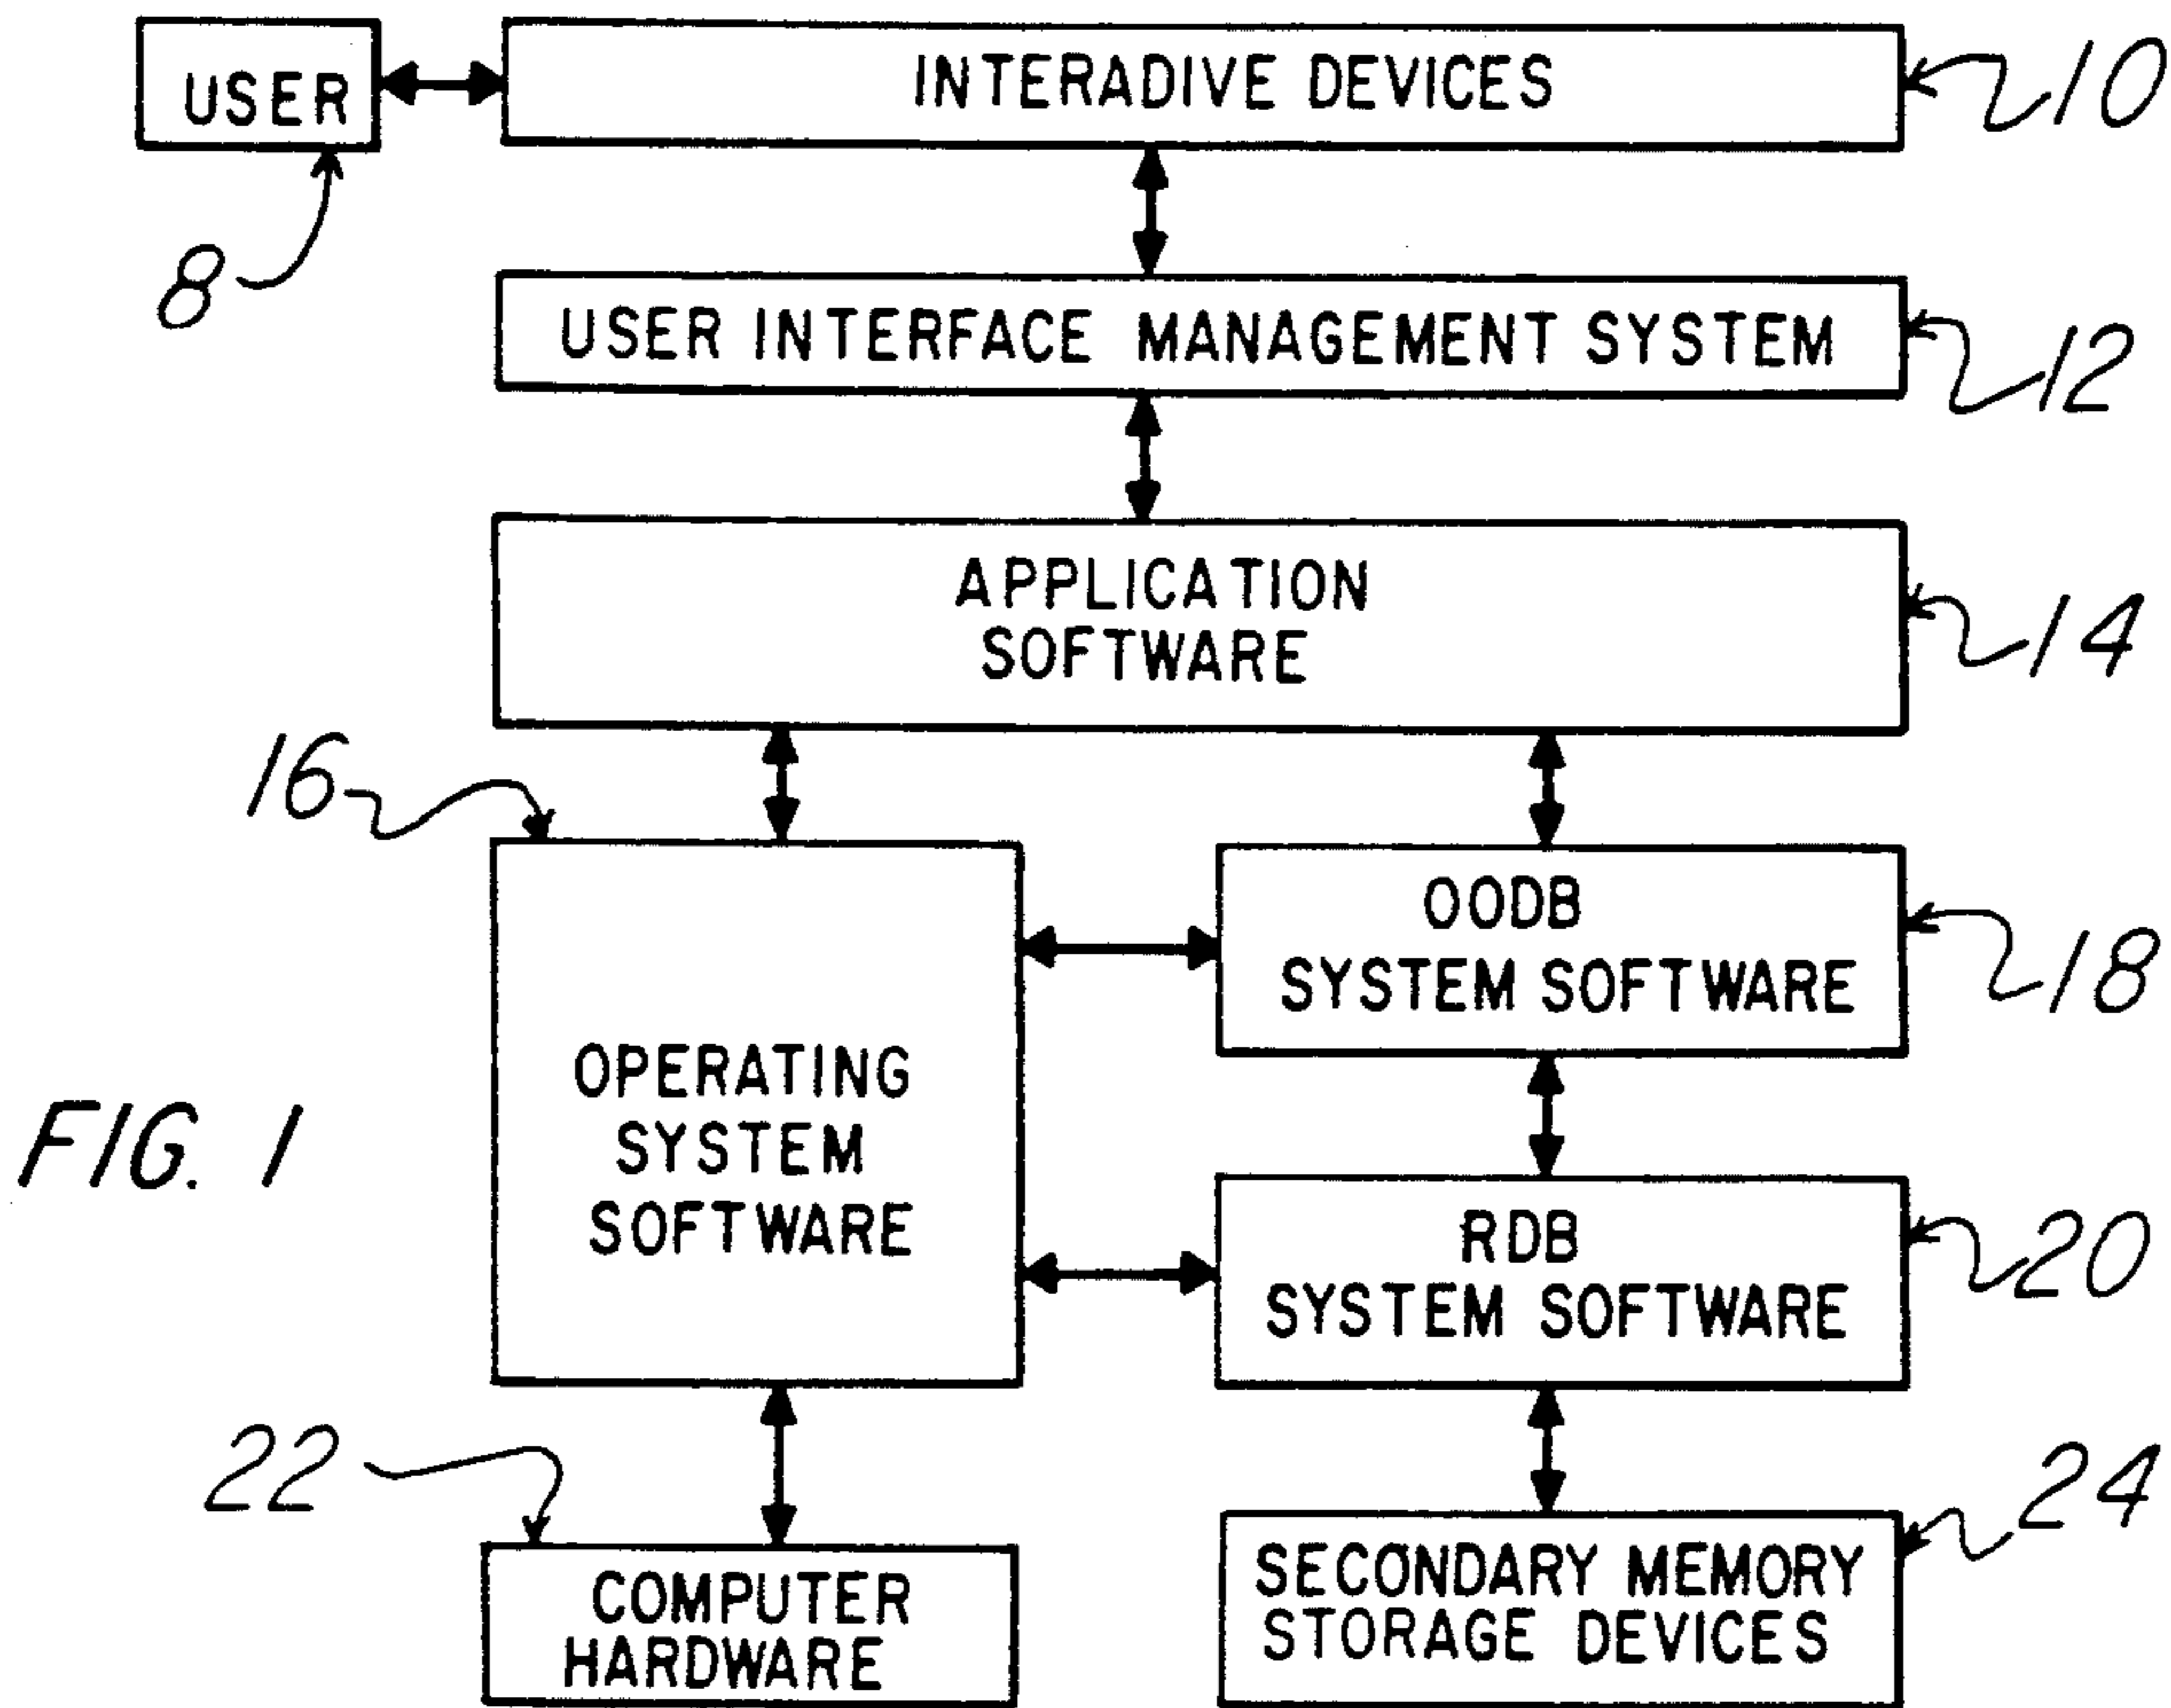 USER
INTERADIVE DEVICES
10
8
USER INTERFACE MANAGEMENT SYSTEM
12
APPLICATION
SOFTWARE
14
16
OODB
SYSTEM SOFTWARE
18
OPERATING
SYSTEM
SOFTWARE
FIG. 1
RDB
SYSTEM SOFTWARE
20
22
24
COMPUTER
HARDWARE
SECONDARY MEMORY
STORAGE DEVICES